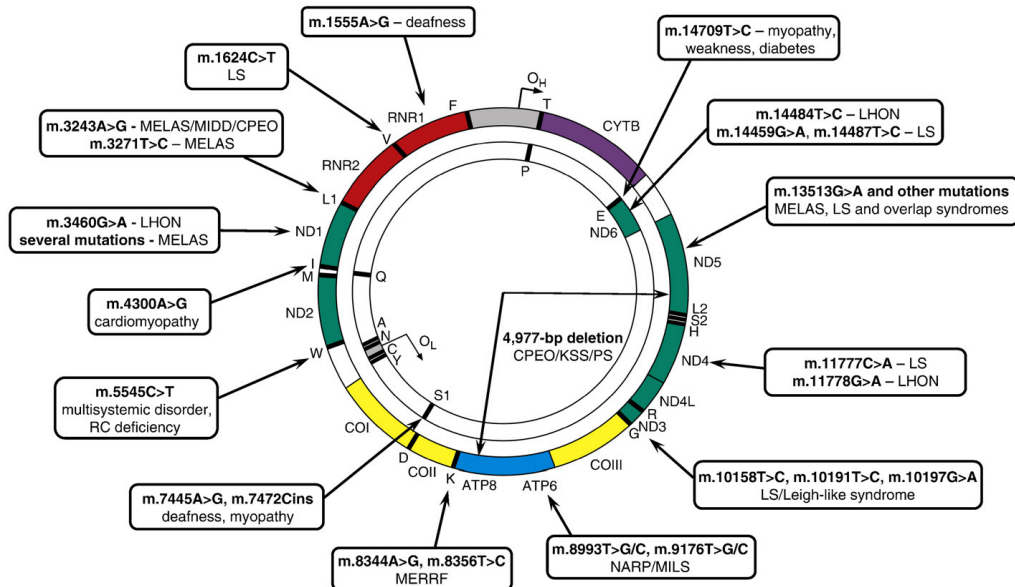 m.1555A>G – deafness
m.14709T>C – myopathy,
weakness, diabetes
m.1624C>T
LS
OH
F
T
RNR1
CYTB
V
m.14484T>C – LHON
m.14459G>A, m.14487T>C – LS
m.3243A>G - MELAS/MIDD/CPEO
m.3271T>C – MELAS
RNR2
P
L1
E
ND6
m.13513G>A and other mutations
MELAS, LS and overlap syndromes
m.3460G>A - LHON
several mutations - MELAS
ND1
ND5
I
M
Q
m.4300A>G
cardiomyopathy
ND2
A
N
C
Y
OL
L2
S2
H
4,977-bp deletion
CPEO/KSS/PS
W
ND4
m.11777C>A – LS
m.11778G>A – LHON
m.5545C>T
multisystemic disorder,
RC deficiency
S1
ND4L
R
ND3
G
COI
D
COII
K
ATP8
ATP6
COIII
m.10158T>C, m.10191T>C, m.10197G>A
LS/Leigh-like syndrome
m.7445A>G, m.7472Cins
deafness, myopathy
m.8344A>G, m.8356T>C
MERRF
m.8993T>G/C, m.9176T>G/C
NARP/MILS